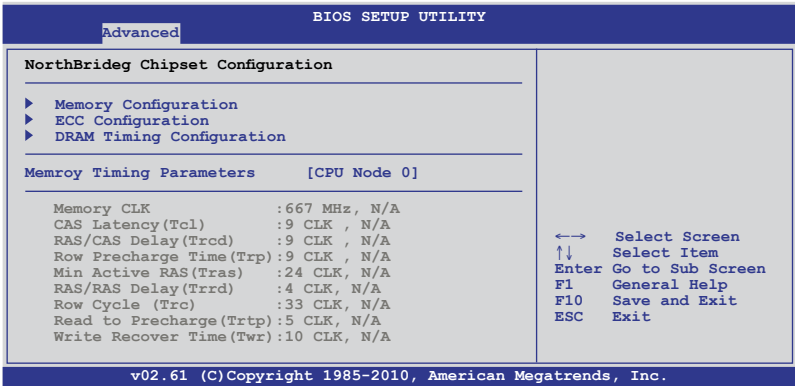 BIOS SETUP UTILITY
Advanced
NorthBrideg Chipset Configuration
Memory Configuration
ECC Configuration
DRAM Timing Configuration
Memroy Timing Parameters [CPU Node 0]
Memory CLK :667 MHz, N/A
CAS Latency(Tcl) :9 CLK , N/A
RAS/CAS Delay(Trcd) :9 CLK , N/A
Row Precharge Time(Trp):9 CLK , N/A
Min Active RAS(Tras) :24 CLK, N/A
RAS/RAS Delay(Trrd) :4 CLK, N/A
Row Cycle (Trc) :33 CLK, N/A
Read to Precharge(Trtp):5 CLK, N/A
Write Recover Time(Twr):10 CLK, N/A
←→ Select Screen
↑↓ Select Item
Enter Go to Sub Screen
F1 General Help
F10 Save and Exit
ESC Exit
v02.61 (C)Copyright 1985-2010, American Megatrends, Inc.